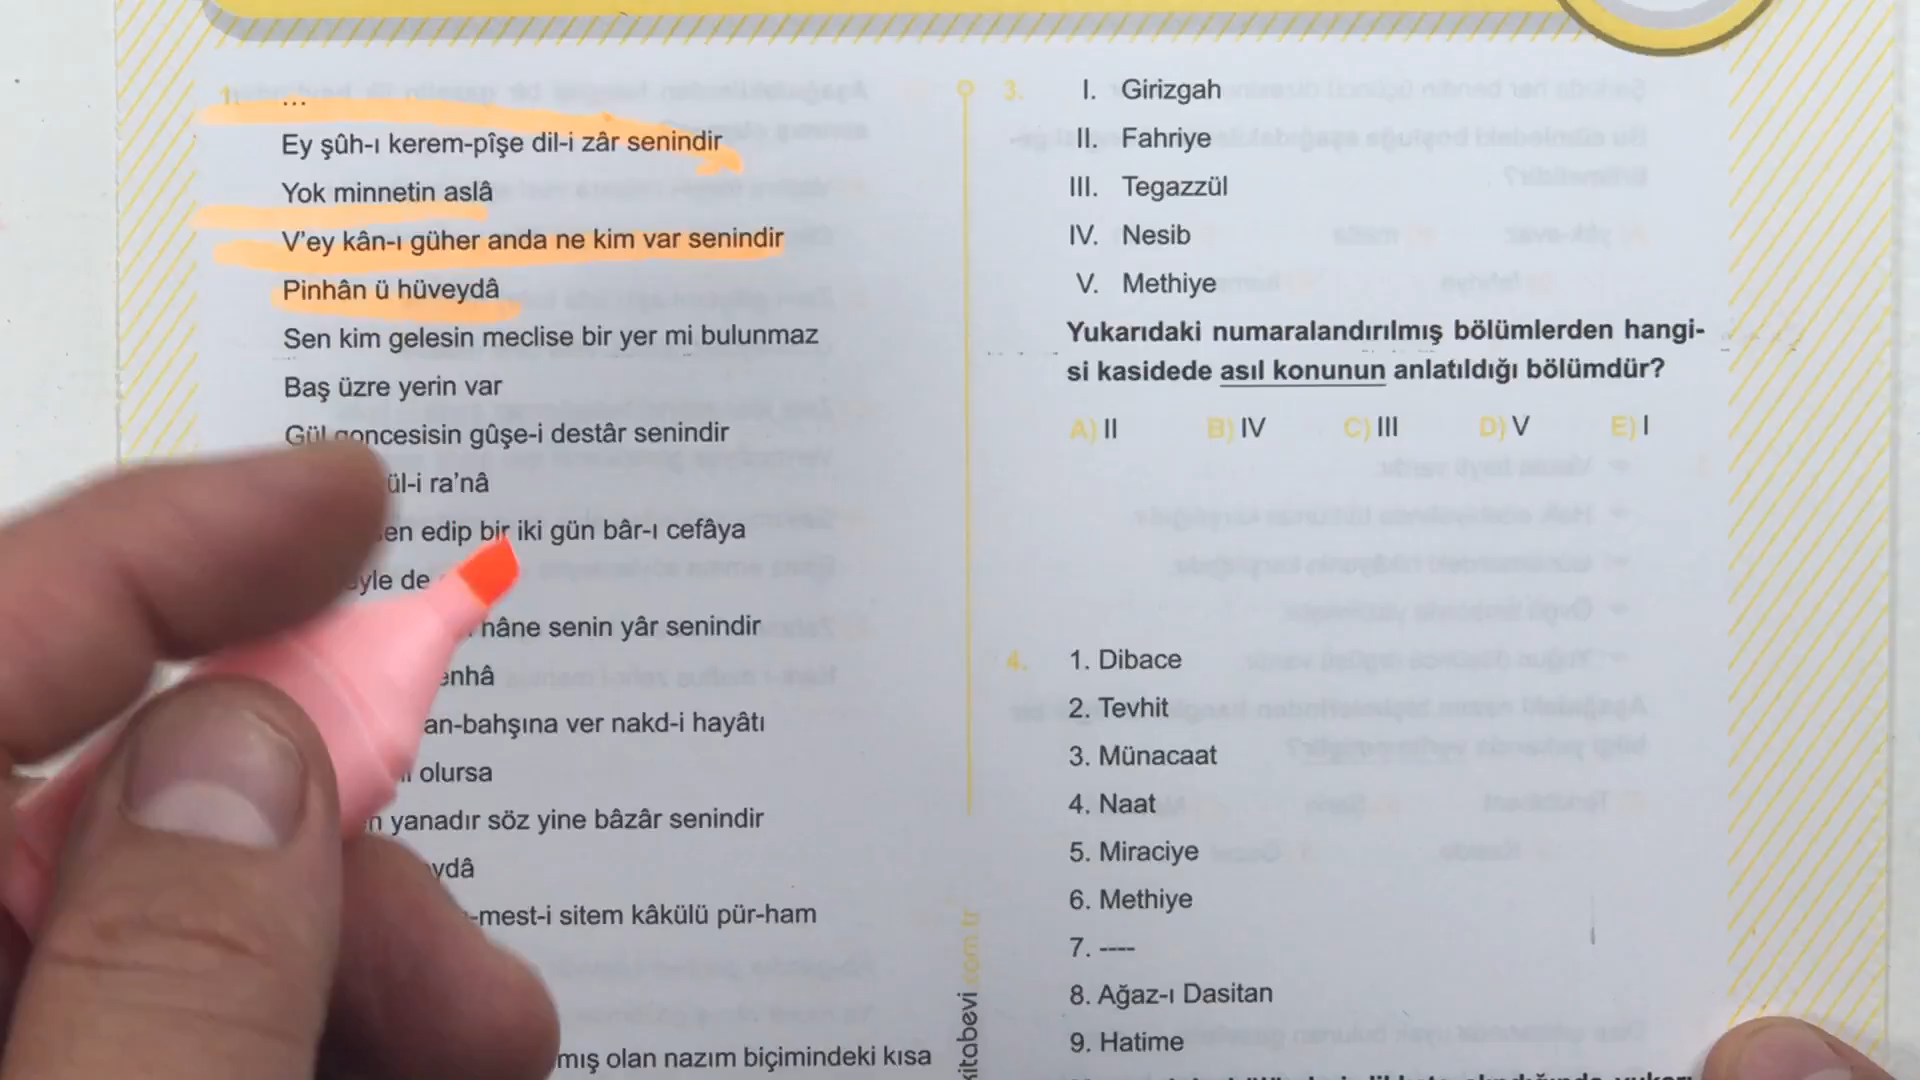 1.
...
Ey şûh-ı kerem-pîşe dil-i zâr senindir
Yok minnetin aslâ
V'ey kân-ı güher anda ne kim var senindir
Pinhân ü hüveydâ
Sen kim gelesin meclise bir yer mi bulunmaz
Baş üzre yerin var
Gül goncesisin gûşe-i destâr senindir
ül-i ra'nâ
en edip bir iki gün bâr-ı cefâya
yle de
hâne senin yâr senindir
enhâ
an-bahşına ver nakd-i hayâtı
olursa
n yanadır söz yine bâzâr senindir
ydâ
-mest-i sitem kâkülü pür-ham
mış olan nazım biçimindeki kısa
kitabevi.com.tr
3.
I. Girizgah
II. Fahriye
III. Tegazzül
IV. Nesib
V. Methiye
Yukarıdaki numaralandırılmış bölümlerden hangi-
si kasidede asıl konunun anlatıldığı bölümdür?
A) II B) IV C) III D) V E) I
4.
1. Dibace
2. Tevhit
3. Münacaat
4. Naat
5. Miraciye
6. Methiye
7. ----
8. Ağaz-ı Dasitan
9. Hatime